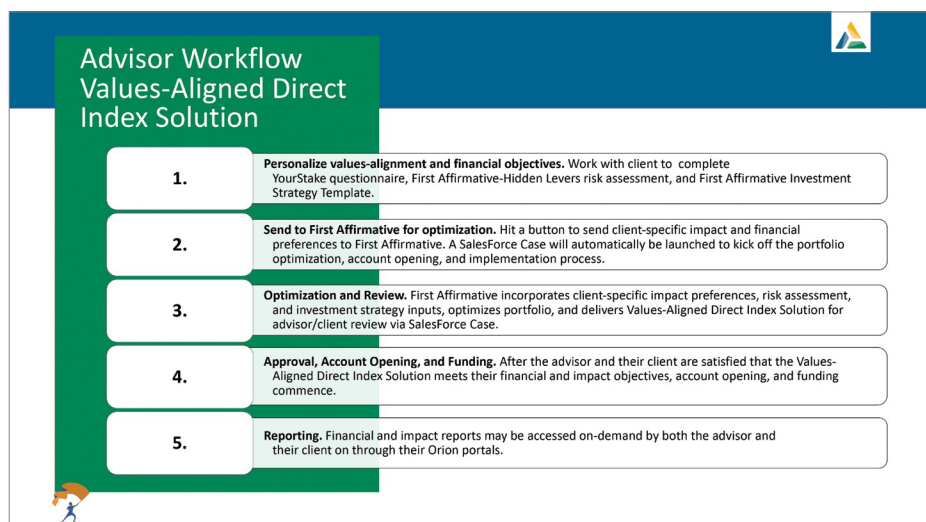 Advisor Workflow
Values-Aligned Direct
Index Solution
1.
Personalize values-alignment and financial objectives. Work with client to complete
YourStake questionnaire, First Affirmative-Hidden Levers risk assessment, and First Affirmative Investment
Strategy Template.
2.
Send to First Affirmative for optimization. Hit a button to send client-specific impact and financial
preferences to First Affirmative. A SalesForce Case will automatically be launched to kick off the portfolio
optimization, account opening, and implementation process.
3.
Optimization and Review. First Affirmative incorporates client-specific impact preferences, risk assessment,
and investment strategy inputs, optimizes portfolio, and delivers Values-Aligned Direct Index Solution for
advisor/client review via SalesForce Case.
4.
Approval, Account Opening, and Funding. After the advisor and their client are satisfied that the Values-
Aligned Direct Index Solution meets their financial and impact objectives, account opening, and funding
commence.
5.
Reporting. Financial and impact reports may be accessed on-demand by both the advisor and
their client on through their Orion portals.